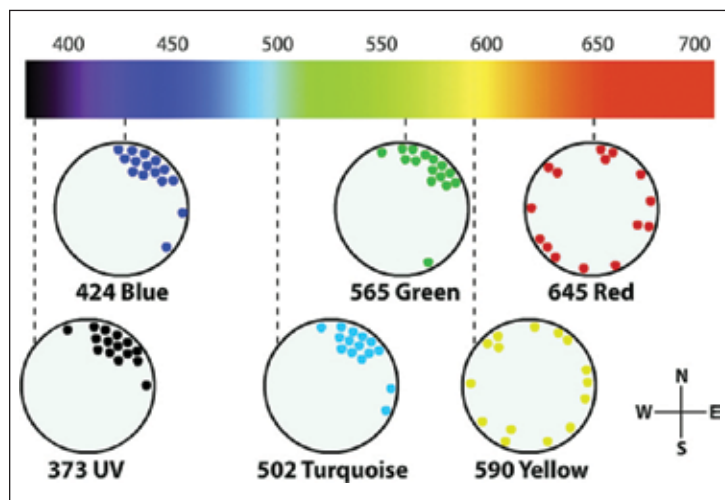 400 450 500 550 600 650 700
424 Blue
565 Green
645 Red
373 UV
502 Turquoise
590 Yellow
N
W E
S